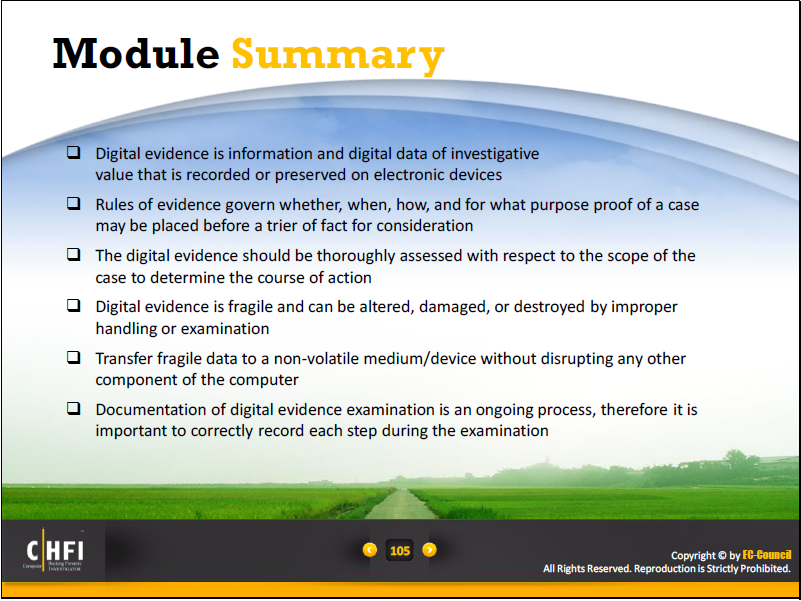 Module Summary
Digital evidence is information and digital data of investigative
value that is recorded or preserved on electronic devices
Rules of evidence govern whether, when, how, and for what purpose proof of a case
may be placed before a trier of fact for consideration
The digital evidence should be thoroughly assessed with respect to the scope of the
case to determine the course of action
Digital evidence is fragile and can be altered, damaged, or destroyed by improper
handling or examination
Transfer fragile data to a non-volatile medium/device without disrupting any other
component of the computer
Documentation of digital evidence examination is an ongoing process, therefore it is
important to correctly record each step during the examination
CHFI
Computer Hacking Forensic
INVESTIGATOR
105
Copyright © by EC-Council
All Rights Reserved. Reproduction is Strictly Prohibited.